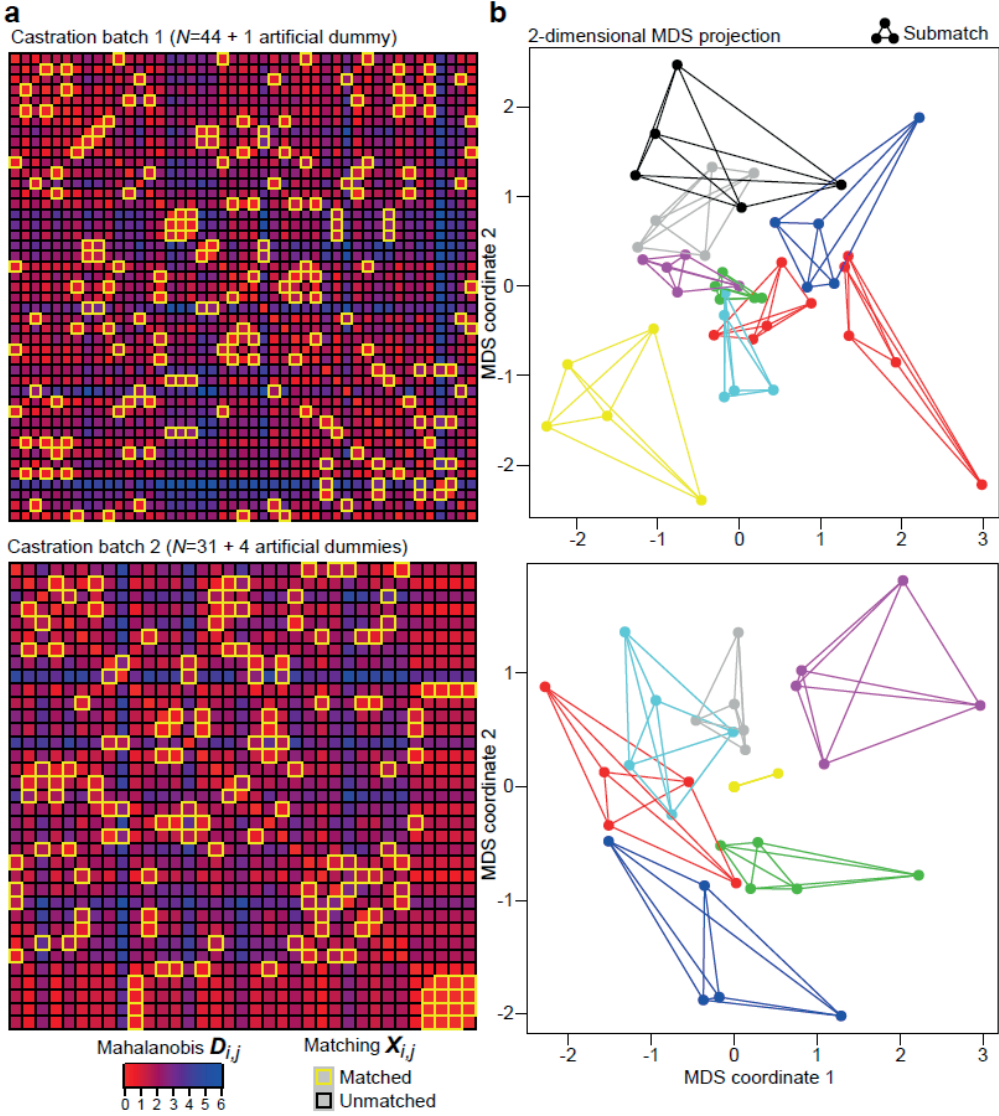 a
b
Castration batch 1 (N=44 + 1 artificial dummy)
2-dimensional MDS projection
Submatch
MDS coordinate 2
2
1
0
-1
-2
-2 -1 0 1 2 3
Castration batch 2 (N=31 + 4 artificial dummies)
MDS coordinate 2
1
0
-1
-2
-2 -1 0 1 2 3
MDS coordinate 1
Mahalanobis Di,j
0 1 2 3 4 5 6
Matching Xi,j
Matched
Unmatched